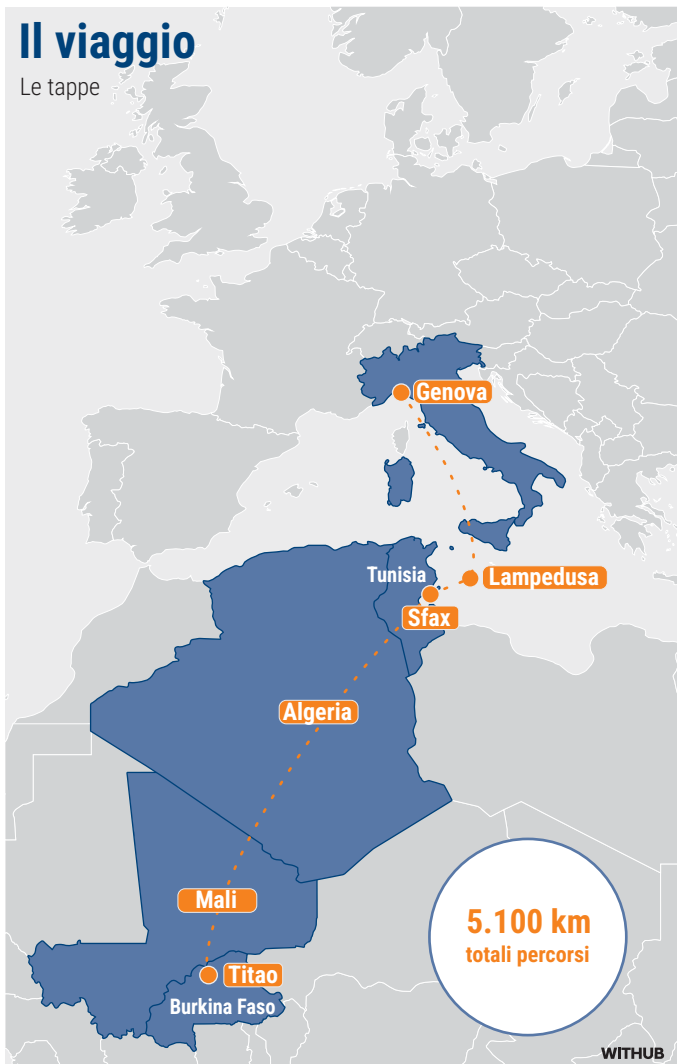 Il viaggio
Le tappe
Genova
Tunisia
Lampedusa
Sfax
Algeria
Mali
5.100 km
totali percorsi
Titao
Burkina Faso
WITHUB